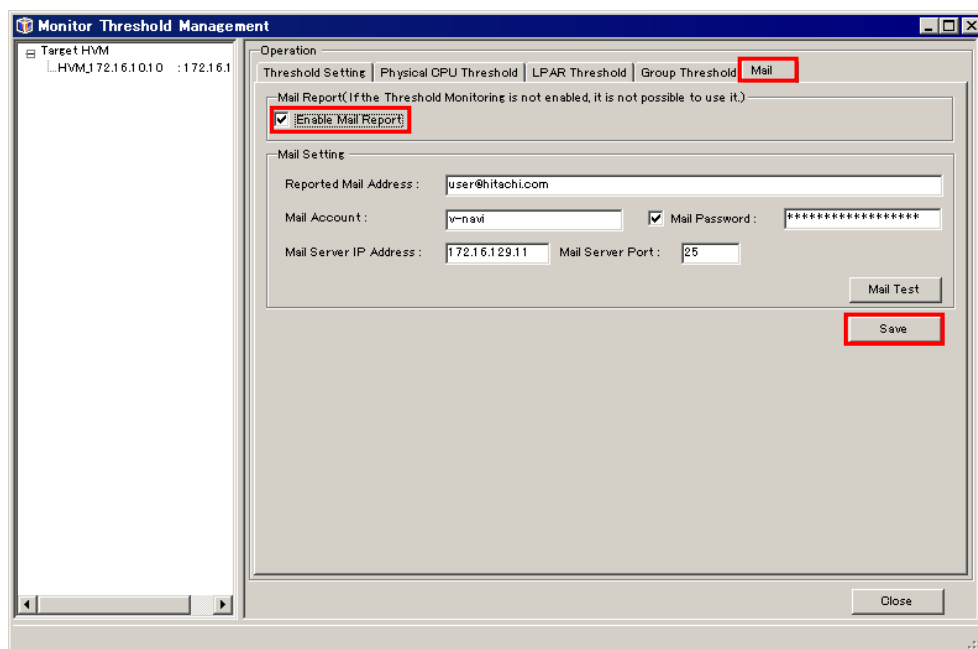 Monitor Threshold Management
Target HVM
HVM_172.16.10.10 :172.16.1
Operation
Threshold Setting Physical CPU Threshold LPAR Threshold Group Threshold Mail
Mail Report(If the Threshold Monitoring is not enabled, it is not possible to use it.)
Enable Mail Report
Mail Setting
Reported Mail Address : user@hitachi.com
Mail Account : v-navi Mail Password : ******************
Mail Server IP Address : 172.16.129.11 Mail Server Port : 25
Mail Test
Save
Close